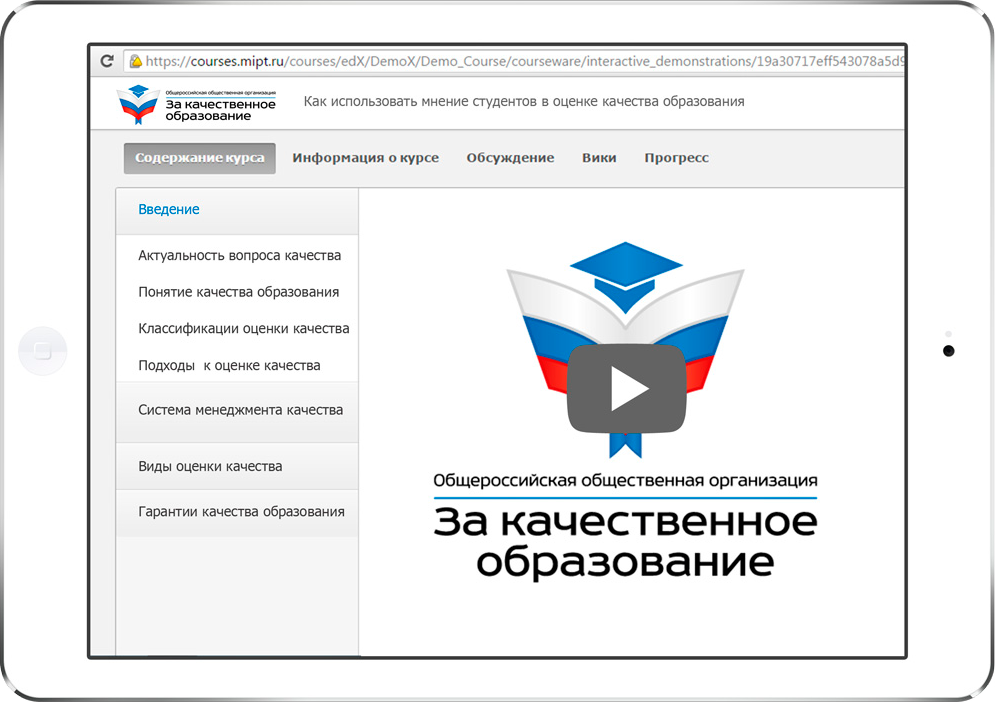 https://courses.mipt.ru/courses/edX/DemoX/Demo_Course/courseware/interactive_demonstrations/19a30717eff543078a5d9
Общероссийская общественная организация
За качественное
образование
Как использовать мнение студентов в оценке качества образования
Содержание курса Информация о курсе Обсуждение Вики Прогресс
Введение
Актуальность вопроса качества
Понятие качества образования
Классификации оценки качества
Подходы к оценке качества
Система менеджмента качества
Виды оценки качества
Гарантии качества образования
Общероссийская общественная организация
За качественное
образование